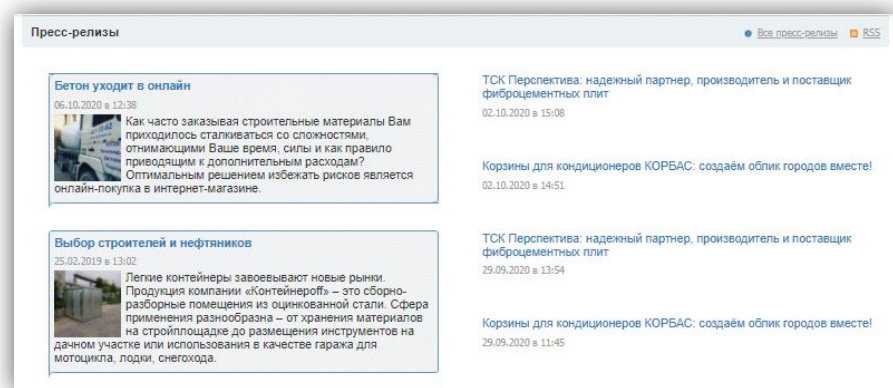 Пресс-релизы
Все пресс-релизы RSS
Бетон уходит в онлайн
06.10.2020 в 12:38
Как часто заказывая строительные материалы Вам
приходилось сталкиваться со сложностями,
отнимающими Ваше время, силы и как правило
приводящим к дополнительным расходам?
Оптимальным решением избежать рисков является
онлайн-покупка в интернет-магазине.
Выбор строителей и нефтяников
25.02.2019 в 13:02
Легкие контейнеры завоевывают новые рынки.
Продукция компании «Контейнероff» – это сборно-
разборные помещения из оцинкованной стали. Сфера
применения разнообразна – от хранения материалов
на стройплощадке до размещения инструментов на
дачном участке или использования в качестве гаража для
мотоцикла, лодки, снегохода.
ТСК Перспектива: надежный партнер, производитель и поставщик
фиброцементных плит
02.10.2020 в 15:08
Корзины для кондиционеров КОРБАС: создаём облик городов вместе!
02.10.2020 в 14:51
ТСК Перспектива: надежный партнер, производитель и поставщик
фиброцементных плит
29.09.2020 в 13:54
Корзины для кондиционеров КОРБАС: создаём облик городов вместе!
29.09.2020 в 11:45